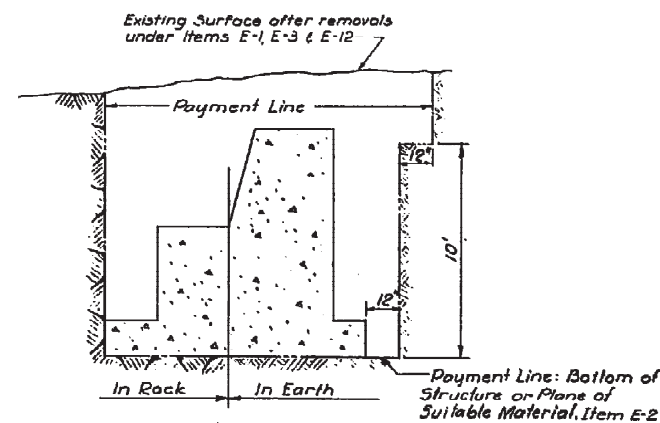 Existing Surface after removals
under Items E-1, E-3 & E-12
Payment Line
12"
10'
12"
Payment Line: Bottom of
Structure or Plane of
Suitable Material, Item E-2
In Rock
In Earth